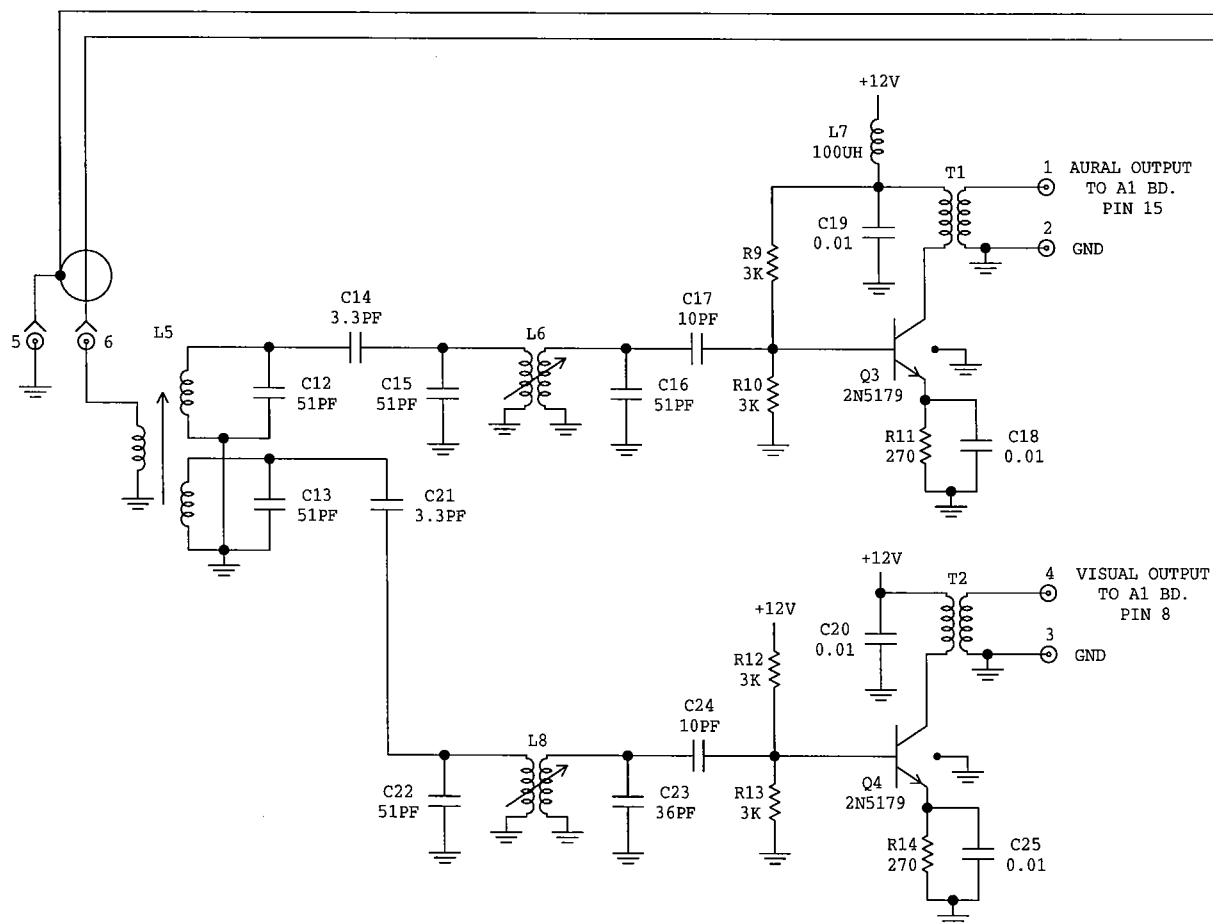 +12V
L7
100UH
T1
1
AURAL OUTPUT
TO A1 BD.
PIN 15
C19
0.01
2
GND
R9
3K
C14
3.3PF
C17
10PF
5
6
L5
L6
C12
51PF
C15
51PF
C16
51PF
R10
3K
Q3
2N5179
R11
270
C18
0.01
C13
51PF
C21
3.3PF
+12V
T2
4
VISUAL OUTPUT
TO A1 BD.
PIN 8
+12V
C20
0.01
3
GND
R12
3K
C24
10PF
L8
C22
51PF
C23
36PF
R13
3K
Q4
2N5179
R14
270
C25
0.01